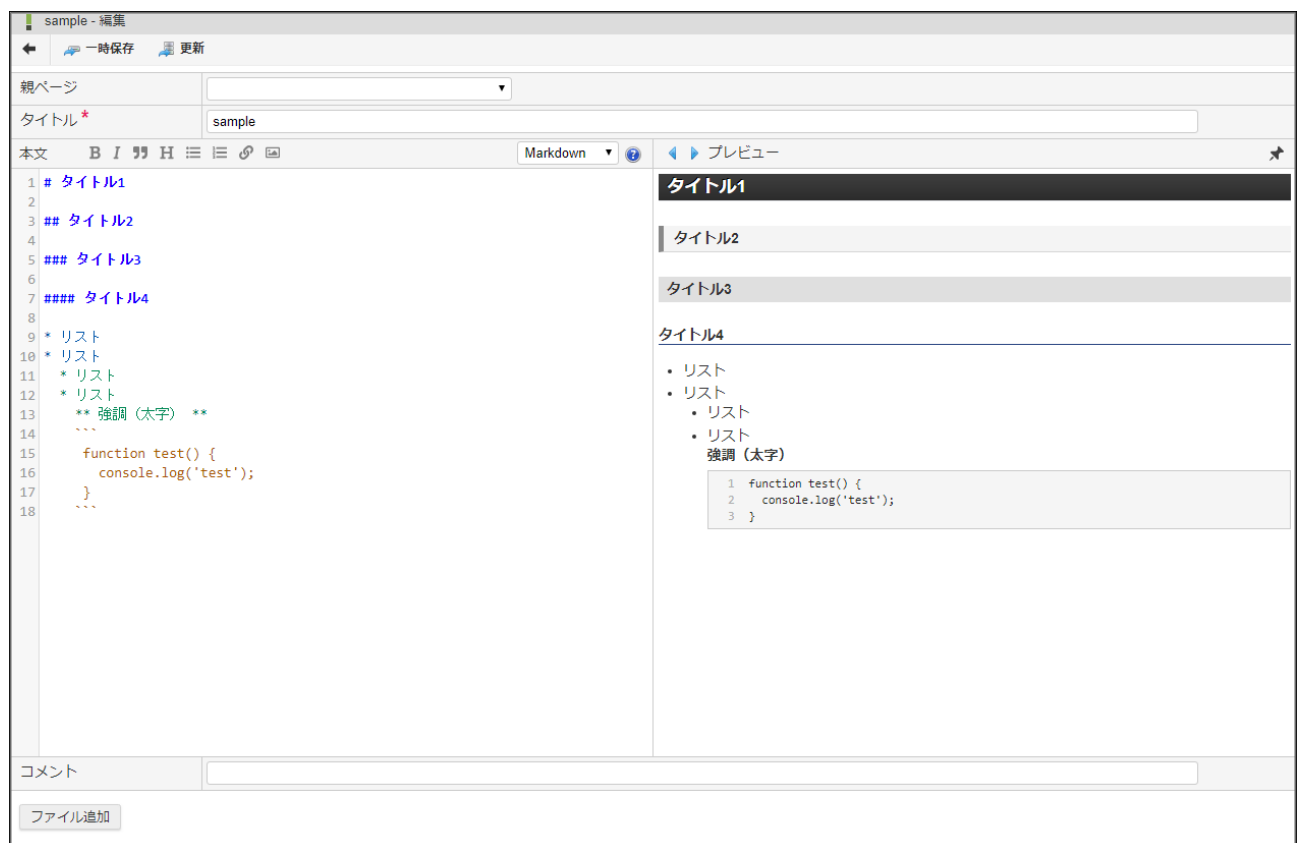 sample - 編集
一時保存 更新
親ページ
タイトル* sample
本文 B I H Markdown ? プレビュー
1 # タイトル1
2
3 ## タイトル2
4
5 ### タイトル3
6
7 #### タイトル4
8
9 * リスト
10 * リスト
11   * リスト
12   * リスト
13     ** 強調（太字） **
14     ```
15      function test() {
16        console.log('test');
17      }
18     ```
タイトル1
タイトル2
タイトル3
タイトル4
• リスト
• リスト
• リスト
• リスト
強調（太字）
1 function test() {
2   console.log('test');
3 }
コメント
ファイル追加